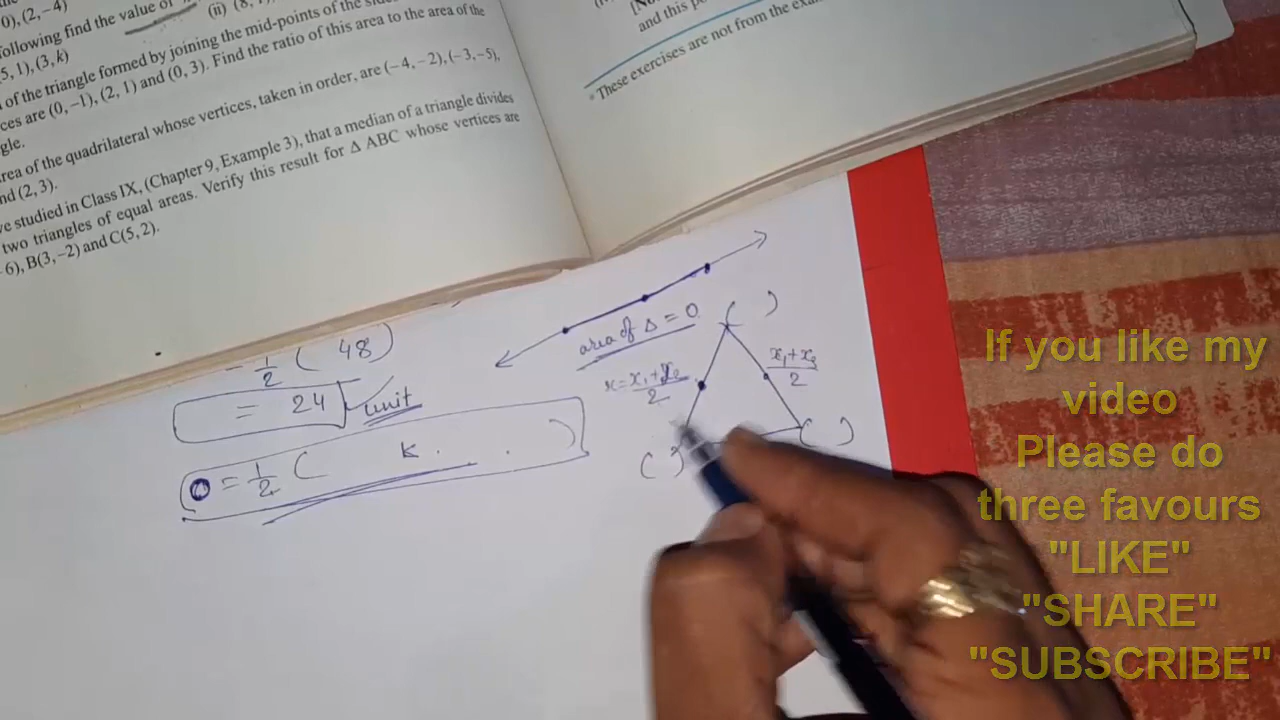 0), (2, –4)
(ii) (8, 1),
following find the value of
5, 1), (3, k)
of the triangle formed by joining the mid-points of the sides
ces are (0, –1), (2, 1) and (0, 3). Find the ratio of this area to the area of the
gle.
rea of the quadrilateral whose vertices, taken in order, are (– 4, – 2), (– 3, – 5),
nd (2, 3).
ve studied in Class IX, (Chapter 9, Example 3), that a median of a triangle divides
two triangles of equal areas. Verify this result for Δ ABC whose vertices are
6), B(3, –2) and C(5, 2).
and this
* These exercises are not from the
area of Δ = 0
( )
x₁ + x₂
2
x = x₁ + y₂
2
( )
( )
1/2 ( 48 )
= 24 unit
0 = 1/2 ( K . . )
If you like my
video
Please do
three favours
"LIKE"
"SHARE"
"SUBSCRIBE"